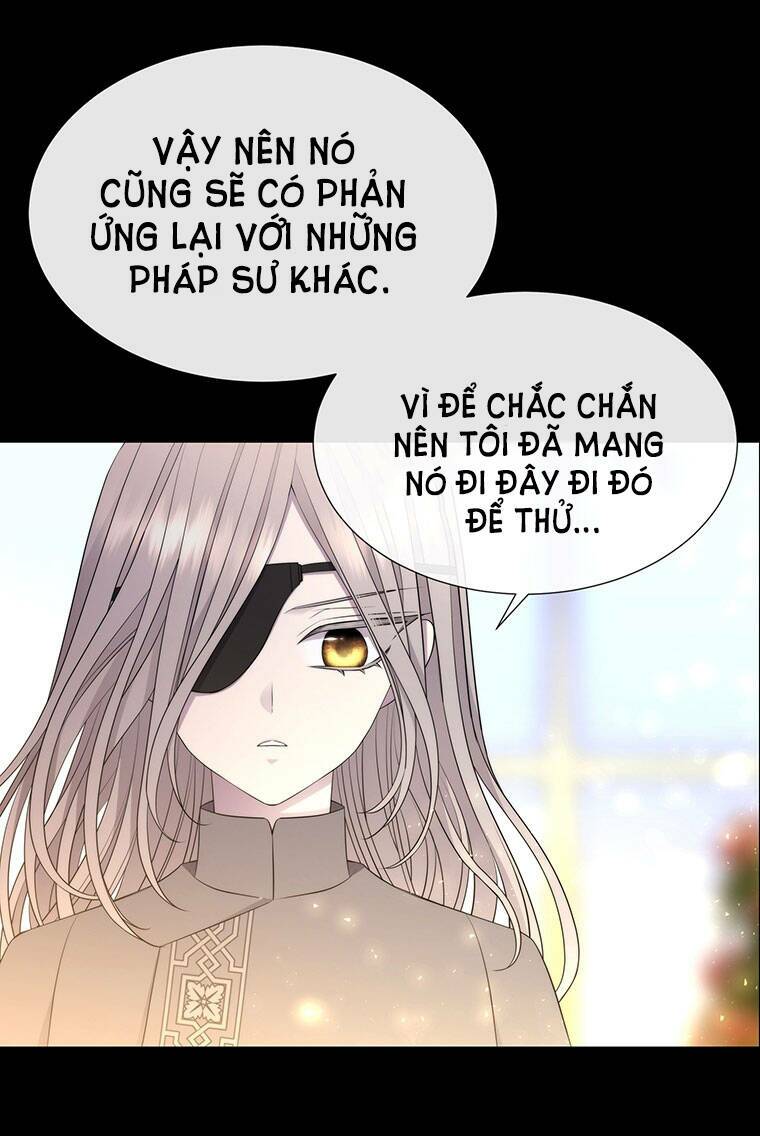 VẬY NÊN NÓ
CŨNG SẼ CÓ PHẢN
ỨNG LẠI VỚI NHỮNG
PHÁP SƯ KHÁC.
VÌ ĐỂ CHẮC CHẮN
NÊN TÔI ĐÃ MANG
NÓ ĐI ĐÂY ĐI ĐÓ
ĐỂ THỬ...